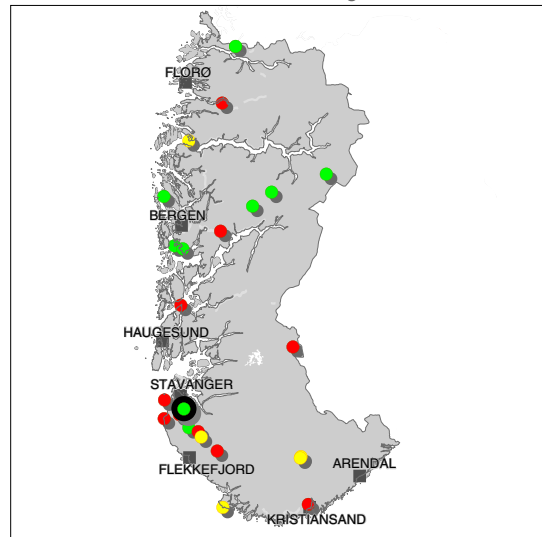 FLORØ
BERGEN
HAUGESUND
STAVANGER
FLEKKEFJORD
ARENDAL
KRISTIANSAND